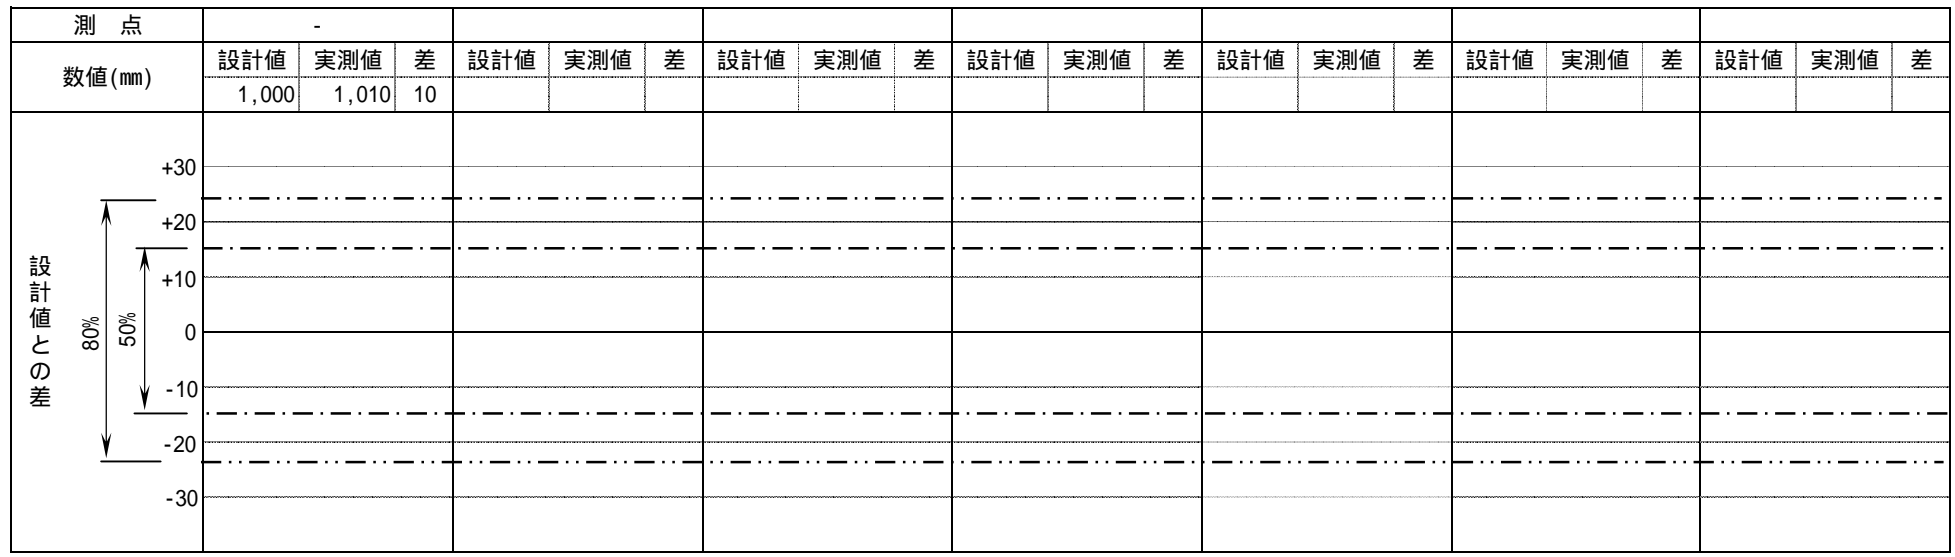 測 点 -
数値(㎜) 設計値 実測値 差 設計値 実測値 差 設計値 実測値 差 設計値 実測値 差 設計値 実測値 差 設計値 実測値 差 設計値 実測値 差
1,000 1,010 10
+30
+20
+10
0
-10
-20
-30
設計値との差
80%
50%